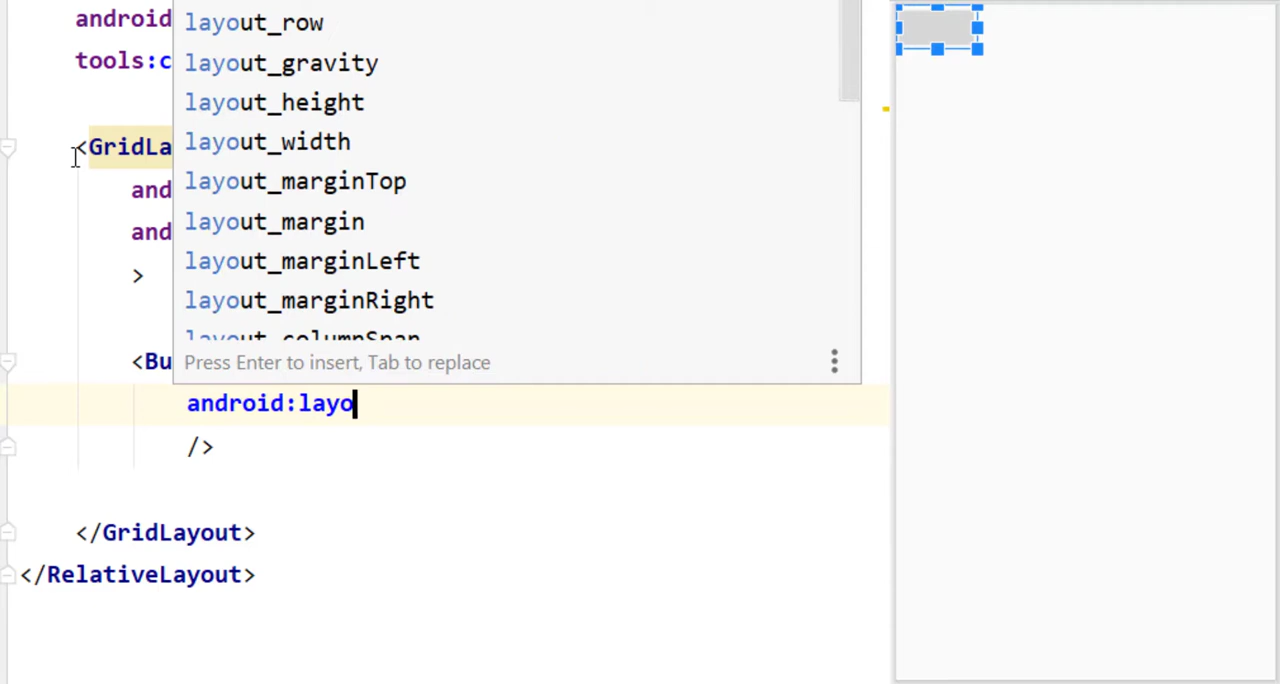 android
layout_row
tools:c
layout_gravity
layout_height
layout_width
<GridLa
layout_marginTop
and
layout_margin
and
layout_marginLeft
>
layout_marginRight
layout_columnSpan
<Bu
Press Enter to insert, Tab to replace
android:layo
/>
</GridLayout>
</RelativeLayout>